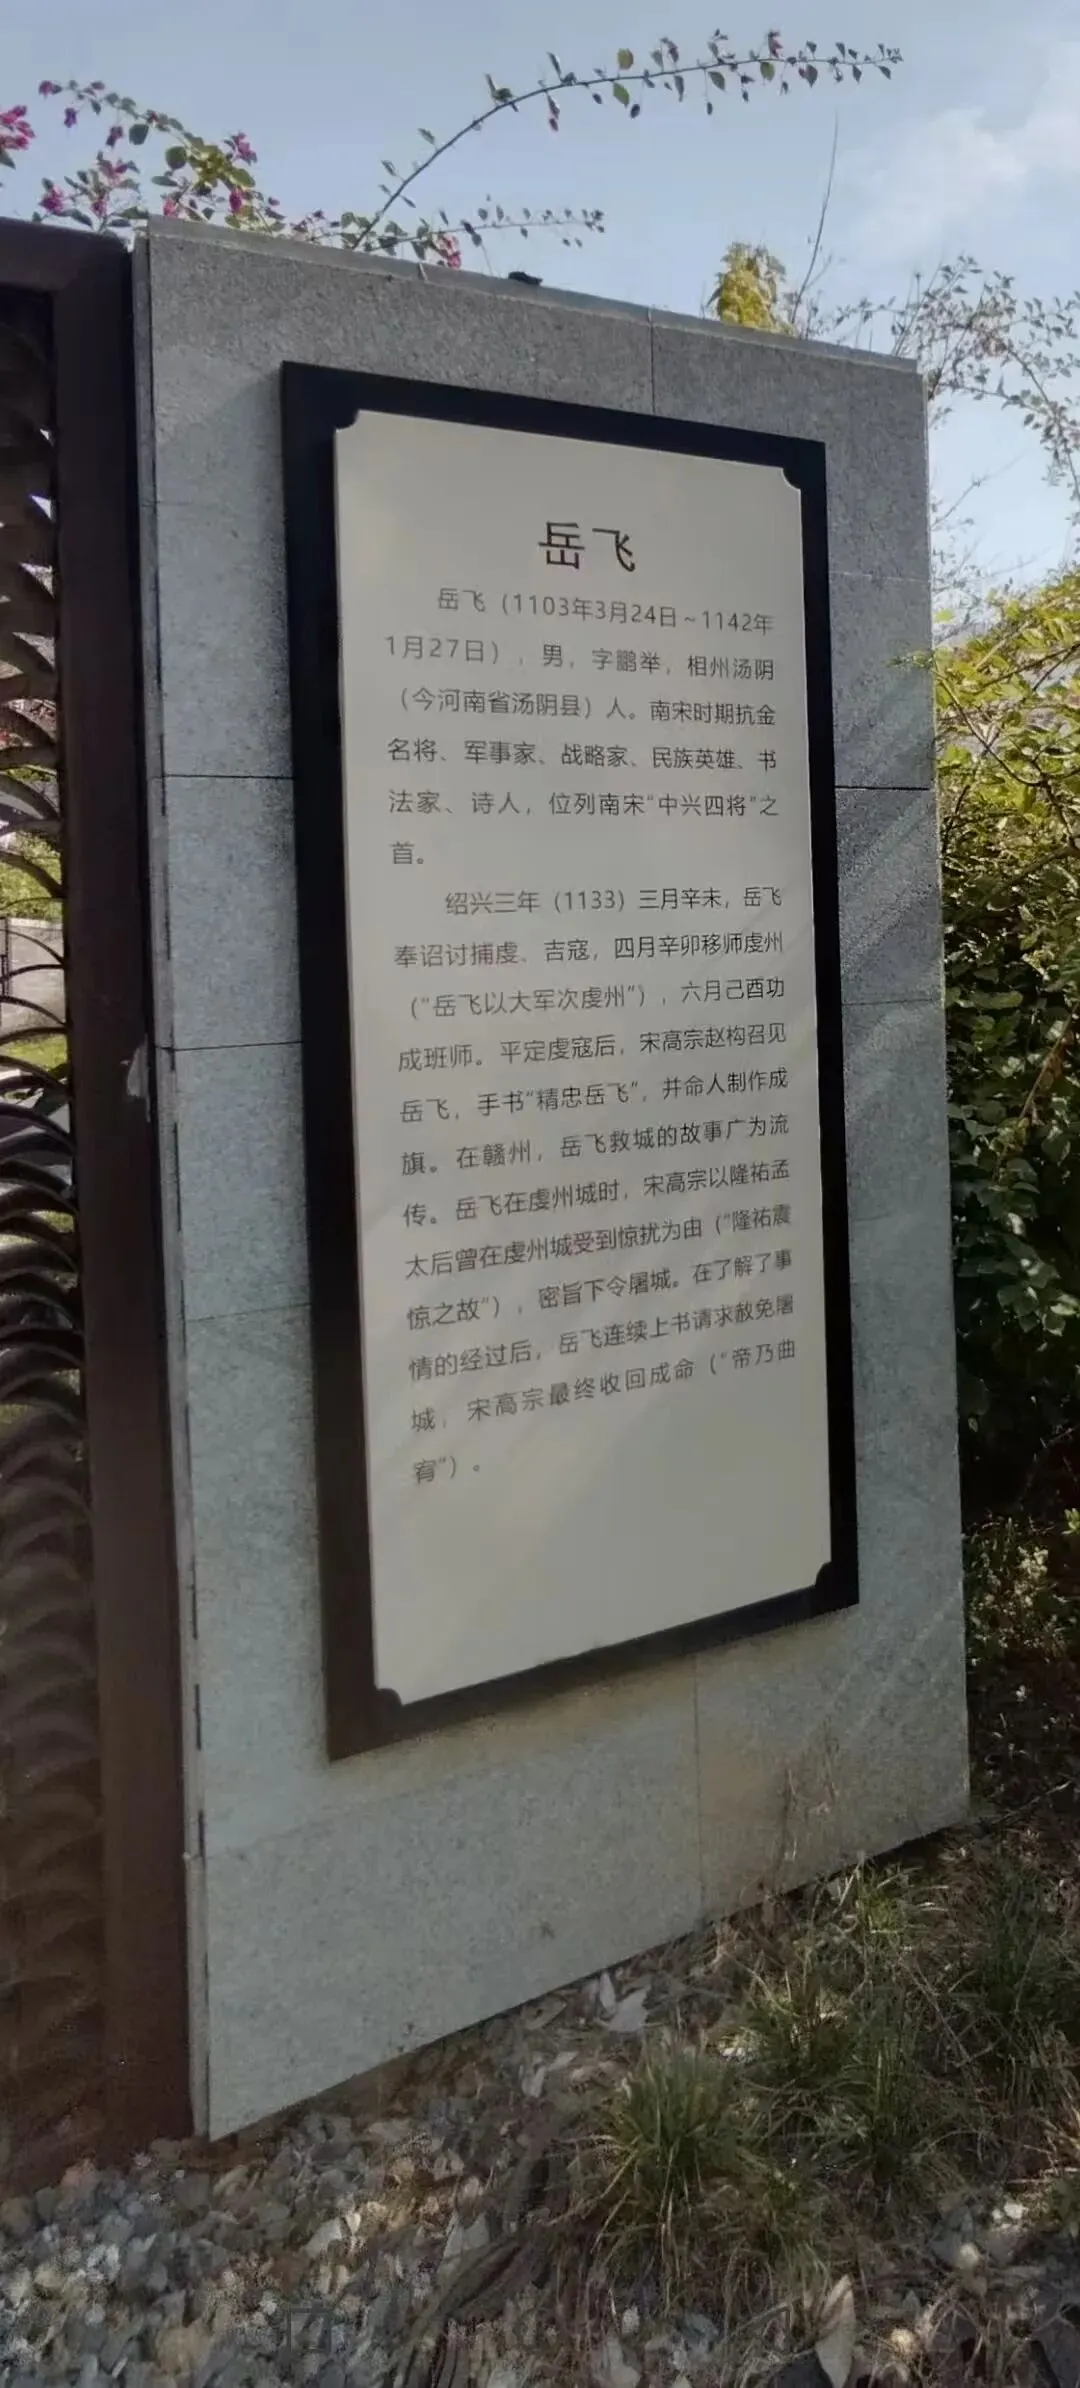 岳飞
岳飞（1103年3月24日～1142年
1月27日），男，字鹏举，相州汤阴
（今河南省汤阴县）人。南宋时期抗金
名将、军事家、战略家、民族英雄、书
法家、诗人，位列南宋“中兴四将”之
首。
绍兴三年（1133）三月辛未，岳飞
奉诏讨捕虔、吉寇，四月辛卯移师虔州
（“岳飞以大军次虔州”），六月己酉功
成班师。平定虔寇后，宋高宗赵构召见
岳飞，手书“精忠岳飞”，并命人制作成
旗。在赣州，岳飞救城的故事广为流
传。岳飞在虔州城时，宋高宗以隆祐孟
太后曾在虔州城受到惊扰为由（“隆祐震
惊之故”），密旨下令屠城。在了解了事
情的经过后，岳飞连续上书请求赦免屠
城，宋高宗最终收回成命（“帝乃曲
宥”）。